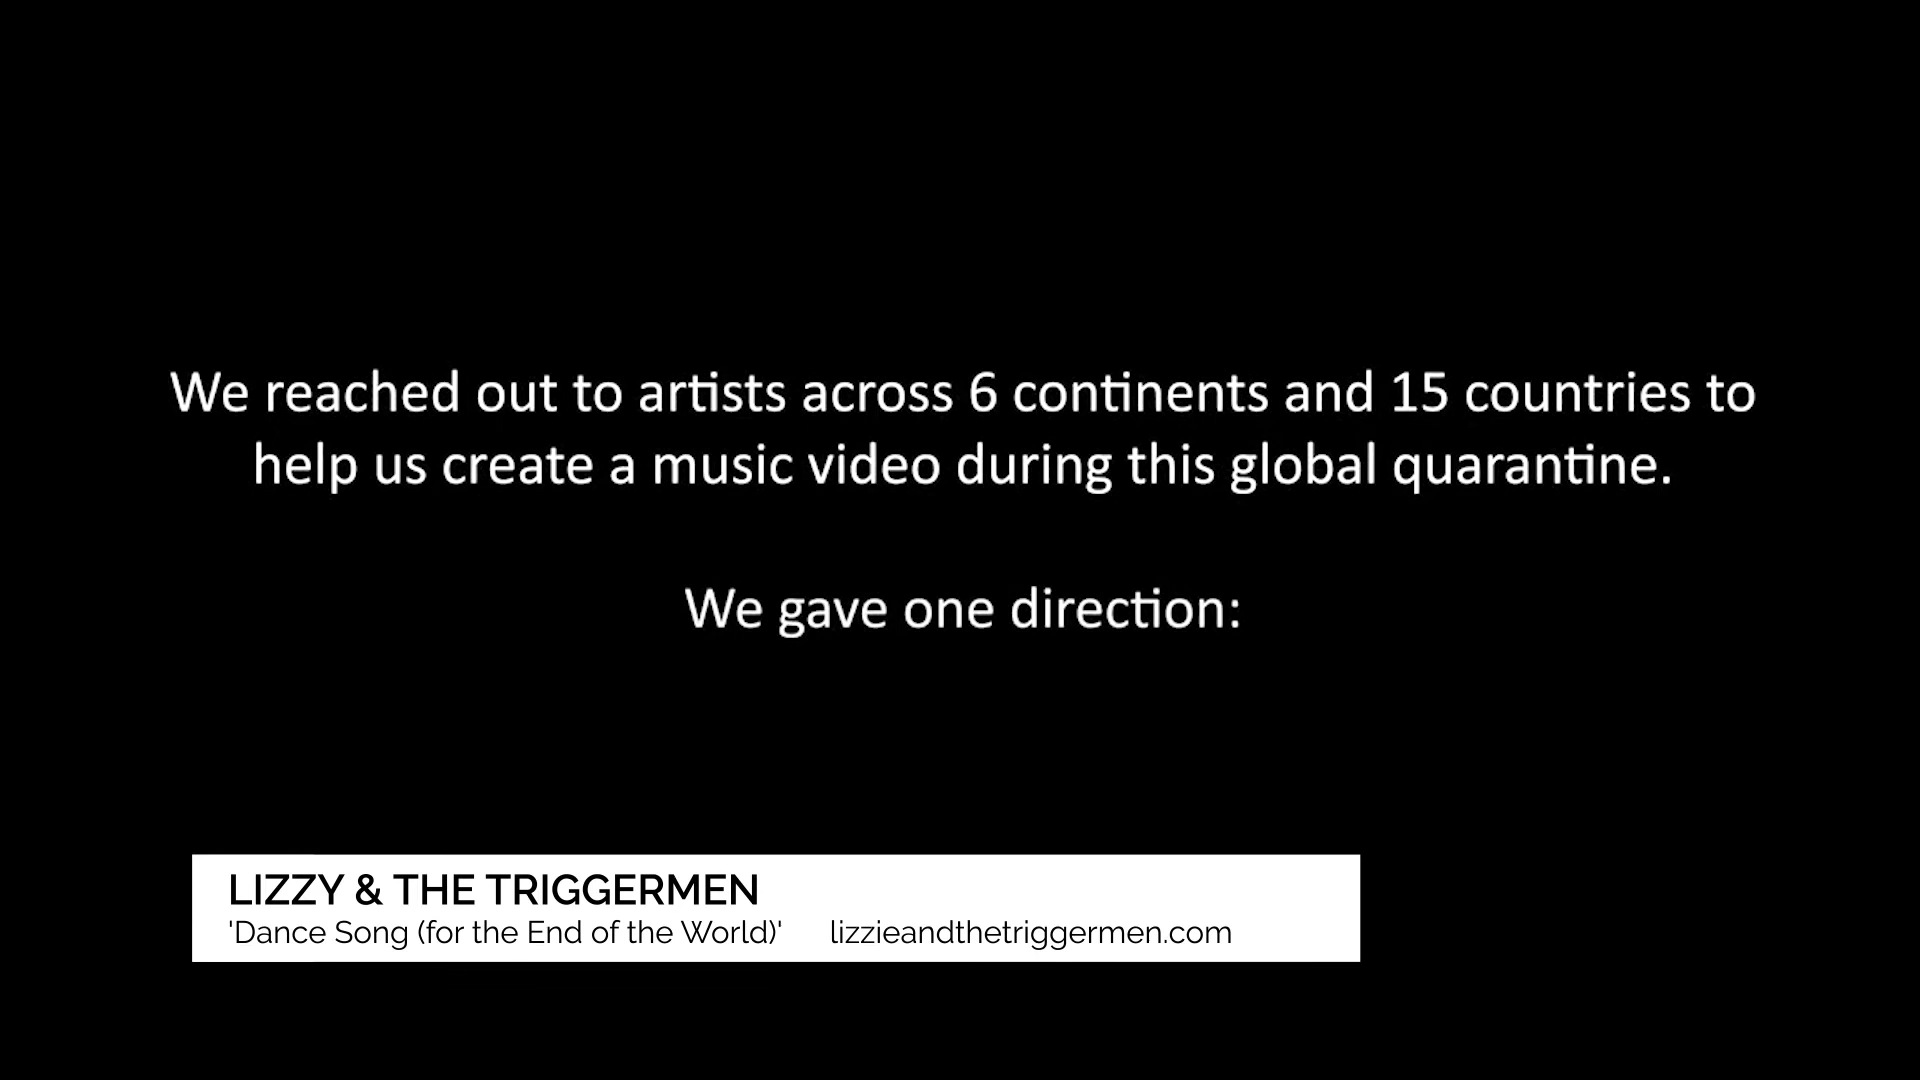 We reached out to artists across 6 continents and 15 countries to
help us create a music video during this global quarantine.
We gave one direction:
LIZZY & THE TRIGGERMEN
'Dance Song (for the End of the World)' lizzieandthetriggermen.com